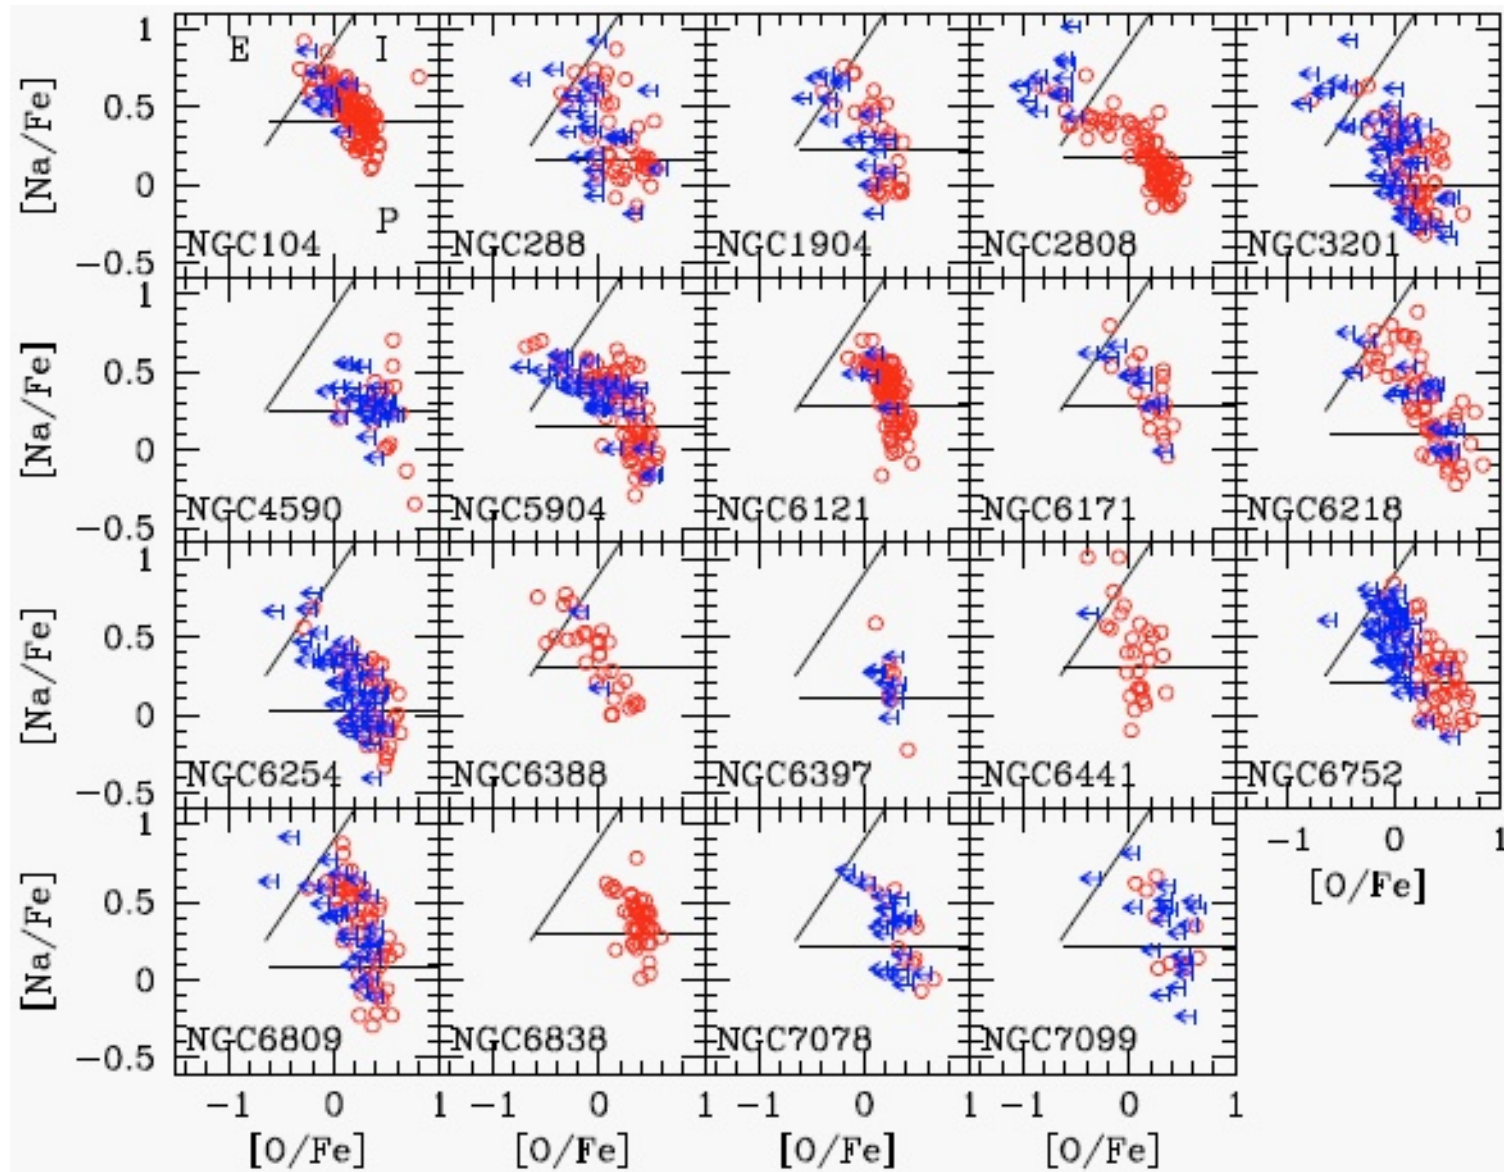 [Na/Fe] 1 0.5 0 −0.5
E I P
NGC104 NGC288 NGC1904 NGC2808 NGC3201
[Na/Fe] 1 0.5 0 −0.5
NGC4590 NGC5904 NGC6121 NGC6171 NGC6218
[Na/Fe] 1 0.5 0 −0.5
NGC6254 NGC6388 NGC6397 NGC6441 NGC6752
−1 0 1
[O/Fe]
[Na/Fe] 1 0.5 0 −0.5
NGC6809 NGC6838 NGC7078 NGC7099
−1 0 1 −1 0 1 −1 0 1 −1 0 1
[O/Fe] [O/Fe] [O/Fe] [O/Fe]